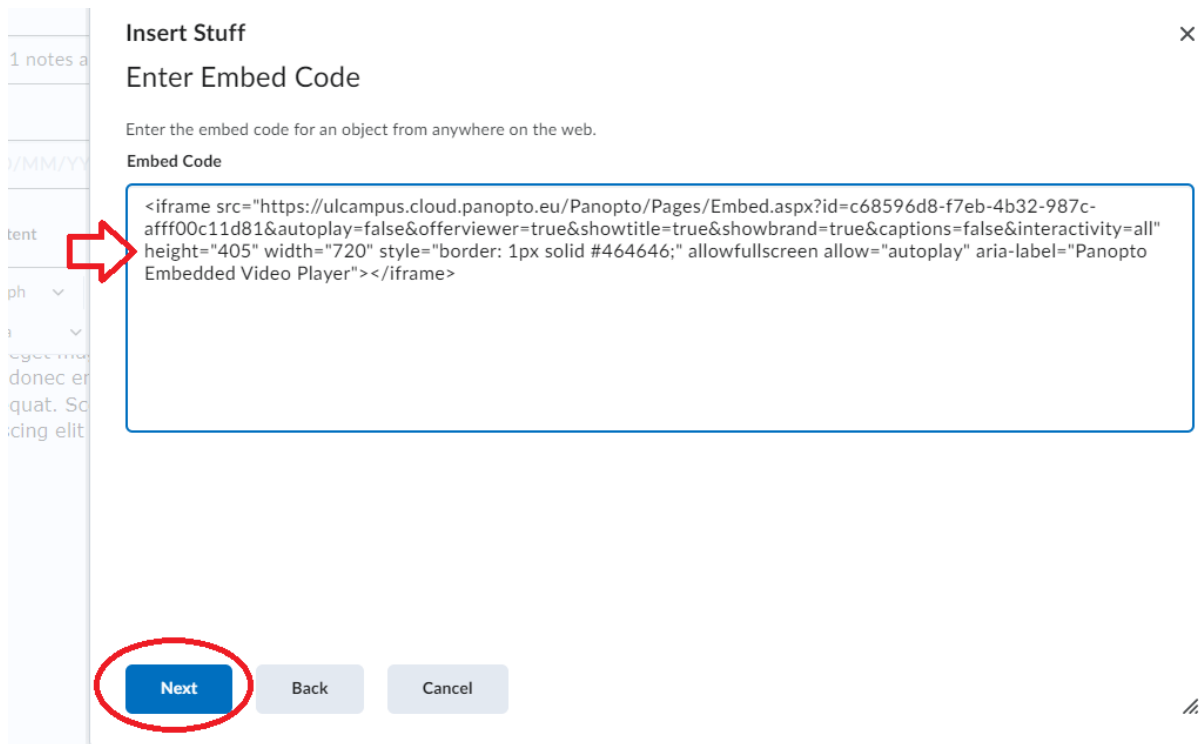 Insert Stuff
Enter Embed Code
Enter the embed code for an object from anywhere on the web.
Embed Code
<iframe src="https://ulcampus.cloud.panopto.eu/Panopto/Pages/Embed.aspx?id=c68596d8-f7eb-4b32-987c-
afff00c11d81&autoplay=false&offerviewer=true&showtitle=true&showbrand=true&captions=false&interactivity=all"
height="405" width="720" style="border: 1px solid #464646;" allowfullscreen allow="autoplay" aria-label="Panopto
Embedded Video Player"></iframe>
Next Back Cancel
1 notes a
/MM/YY
tent
ph
a
donec er
quat. Sc
cing elit